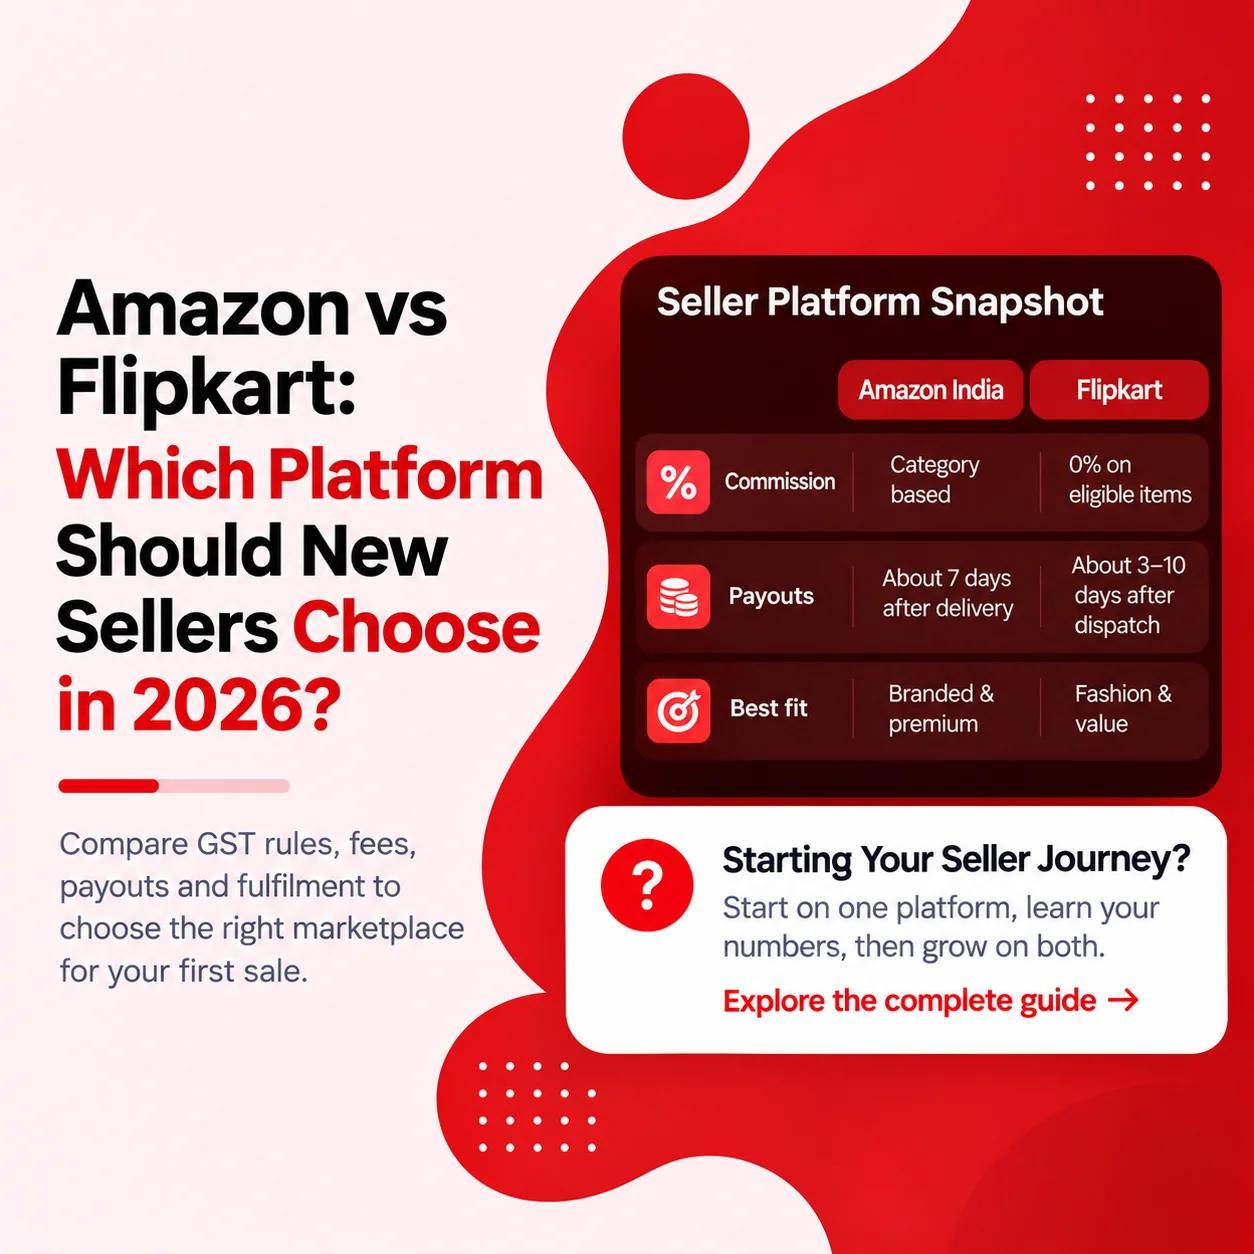 Amazon vs
Flipkart:
Which Platform
Should New
Sellers Choose
in 2026?
Compare GST rules, fees,
payouts and fulfilment to
choose the right marketplace
for your first sale.
Seller Platform Snapshot
Amazon India
Flipkart
%
Commission
Category
based
0% on
eligible items
Payouts
About 7 days
after delivery
About 3–10
days after
dispatch
Best fit
Branded &
premium
Fashion &
value
?
Starting Your Seller Journey?
Start on one platform, learn your
numbers, then grow on both.
Explore the complete guide →